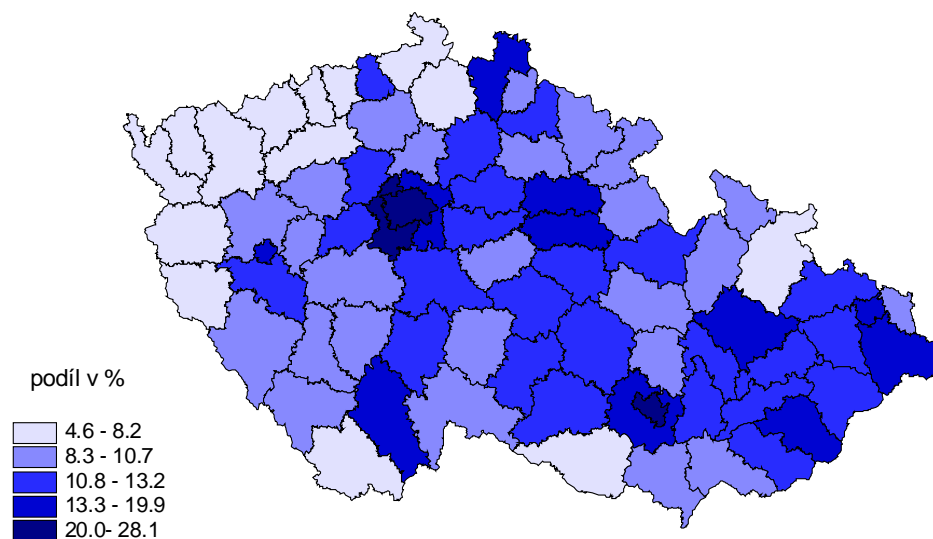 podíl v %
4.6 - 8.2
8.3 - 10.7
10.8 - 13.2
13.3 - 19.9
20.0- 28.1